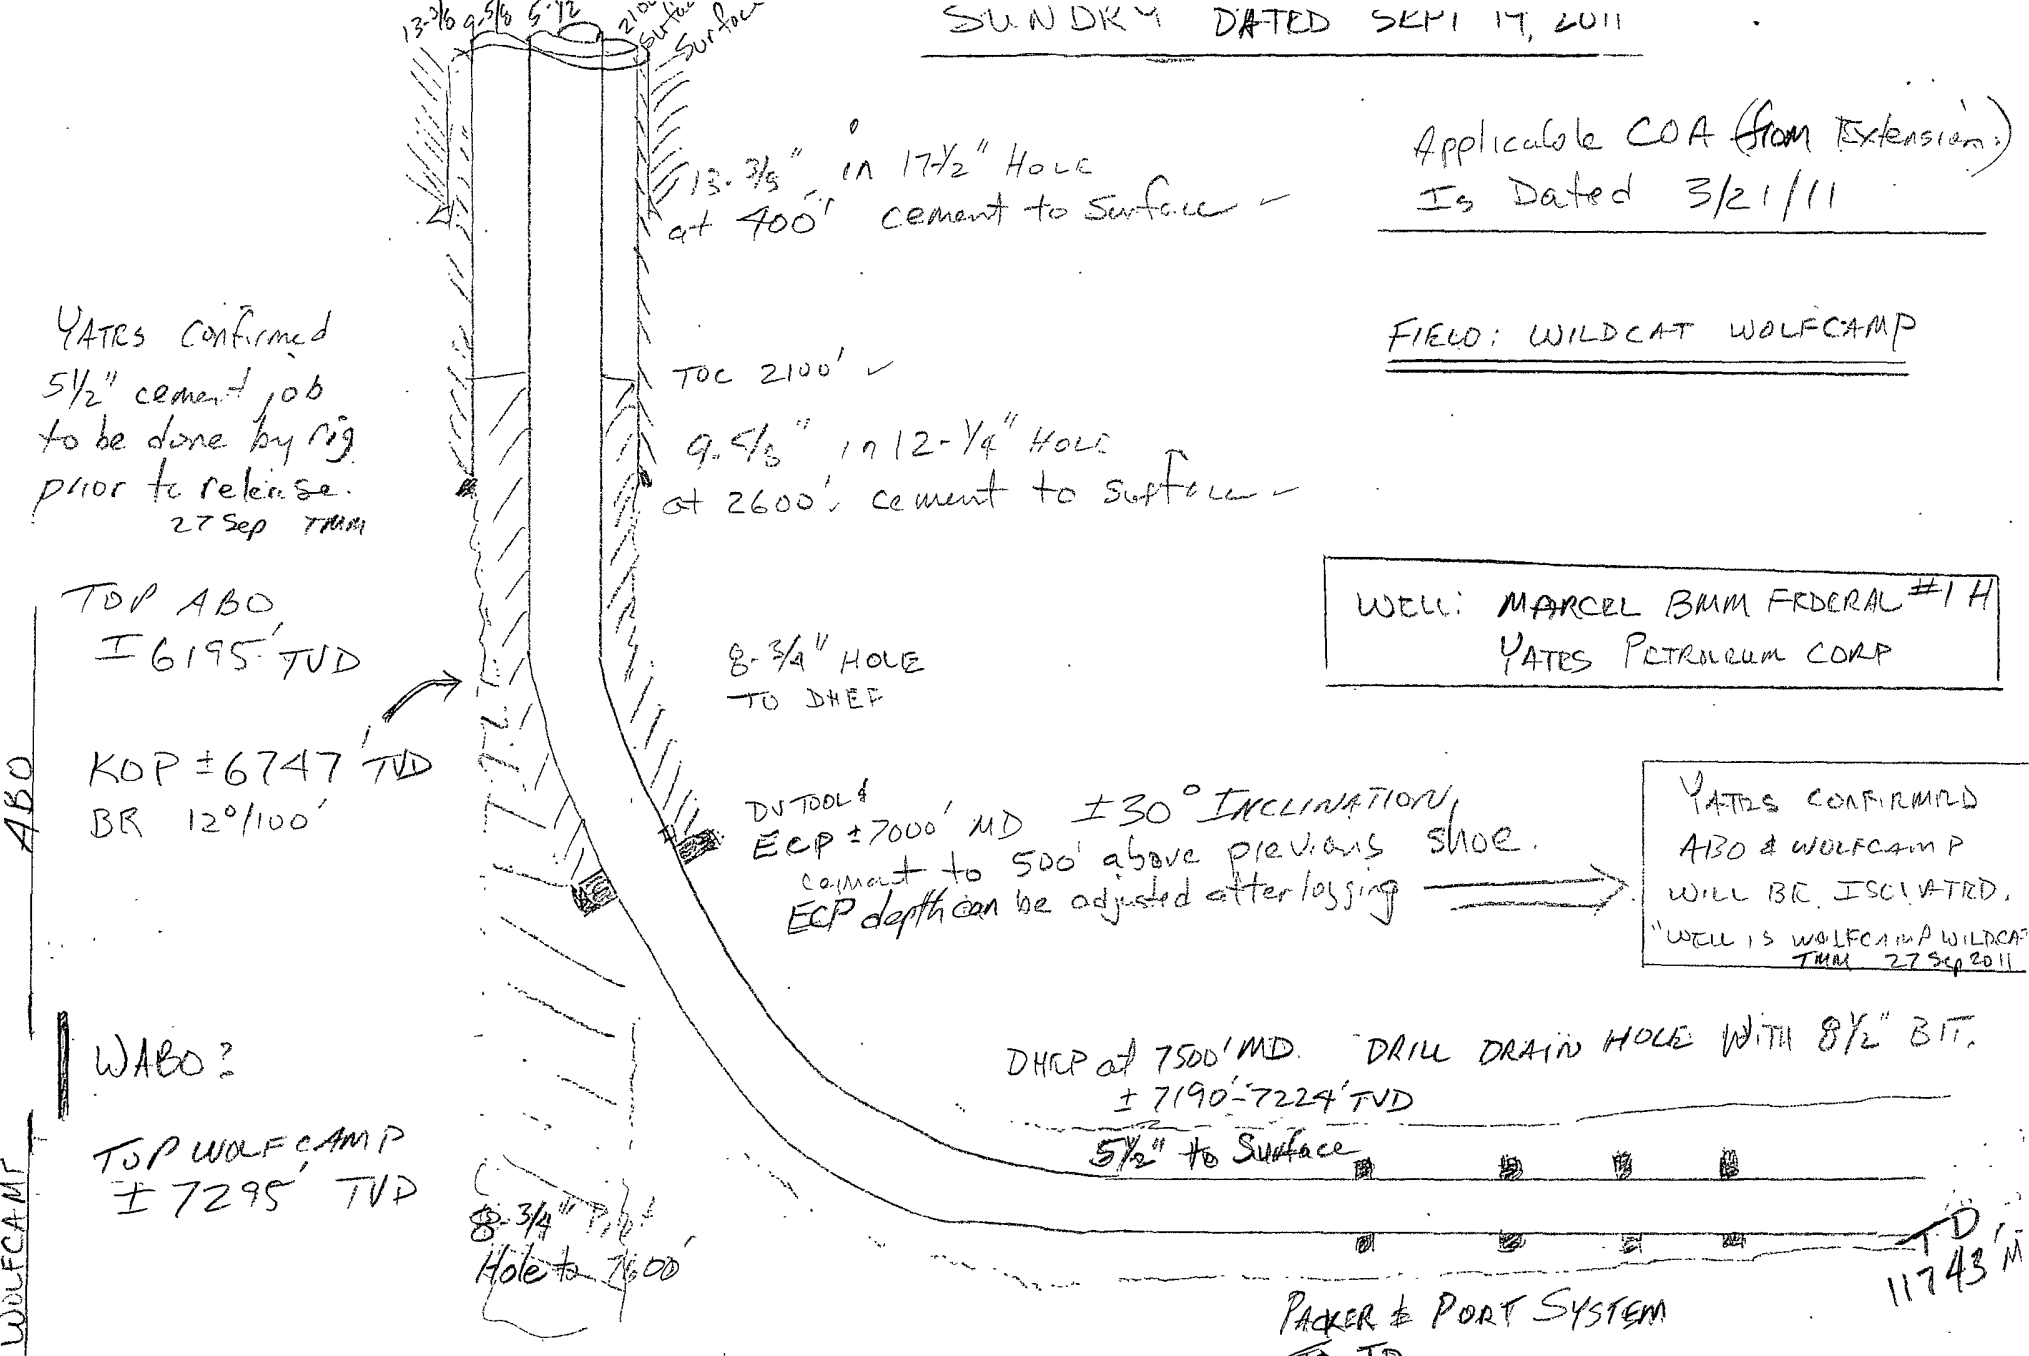 13-3/8 9-5/8 5-1/2
Surface
SUNDRY DATED SEPT 19, 2011
Applicable COA (from Extension)
Is Dated 3/21/11
13-3/8" in 17-1/2" HOLE
at 400' cement to Surface
FIELD: WILDCAT WOLFCAMP
YATES Confirmed
5 1/2" cement job
to be done by rig
prior to release.
27 Sep TMM
TOC 2100'
9-5/8" in 12-1/4" HOLE
at 2600', cement to surface
WELL: MARCEL BMM FEDERAL #1H
YATES PETROLEUM CORP
TOP ABO
± 6195' TVD
8-3/4" HOLE
TO DHEP
KOP ± 6747' TVD
BR 12°/100'
ABO
DV TOOL &
ECP ± 7000' MD ±30° INCLINATION,
cement to 500' above previous shoe.
ECP depth can be adjusted after logging
YATES CONFIRMED
ABO & WOLFCAMP
WILL BE ISOLATED.
"WELL IS WOLFCAMP WILDCAT
TMM 27 Sep 2011
WABO?
DHEP at 7500' MD. DRILL DRAIN HOLE WITH 8 1/2" BIT.
± 7190'-7224' TVD
5 1/2" to Surface
TOP WOLFCAMP
± 7295' TVD
WOLFCAMP
8-3/4" Pilot
Hole to 7600'
TD,
11743' M
PACKER & PORT SYSTEM
TO TD